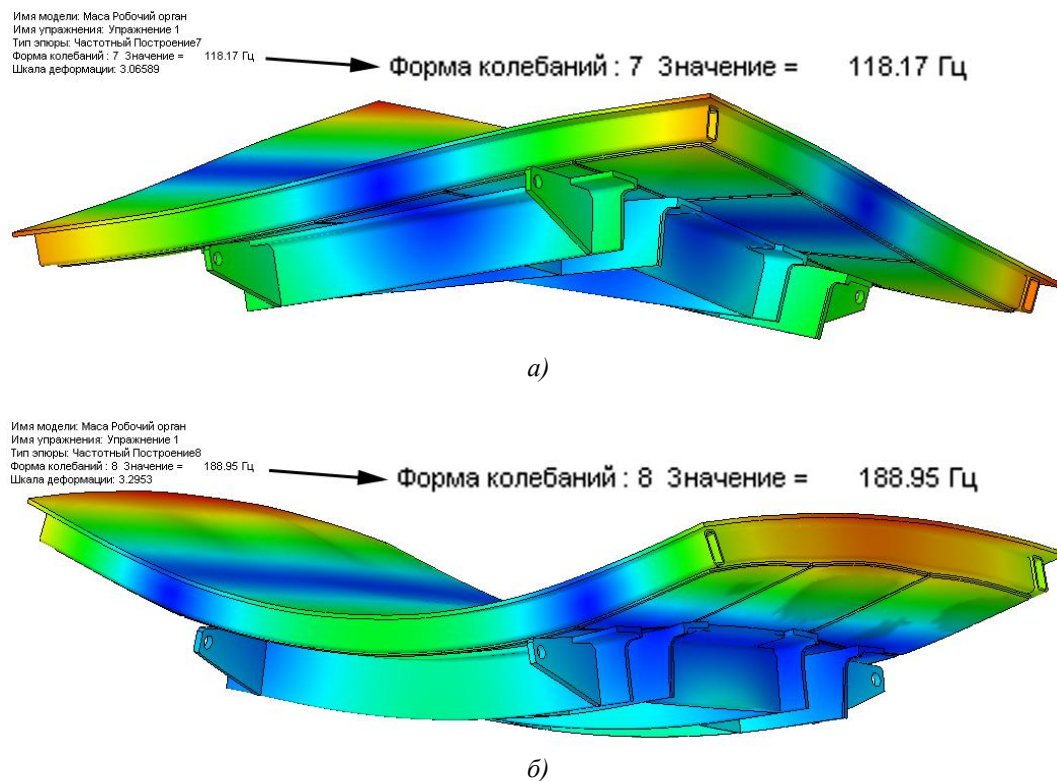 Имя модели: Маса Робочий орган
Имя упражнения: Упражнение 1
Тип эпюры: Частотный Построение7
Форма колебаний : 7 Значение = 118.17 Гц
Шкала деформации: 3.06589
Форма колебаний : 7 Значение = 118.17 Гц
а)
Имя модели: Маса Робочий орган
Имя упражнения: Упражнение 1
Тип эпюры: Частотный Построение8
Форма колебаний : 8 Значение = 188.95 Гц
Шкала деформации: 3.2953
Форма колебаний : 8 Значение = 188.95 Гц
б)